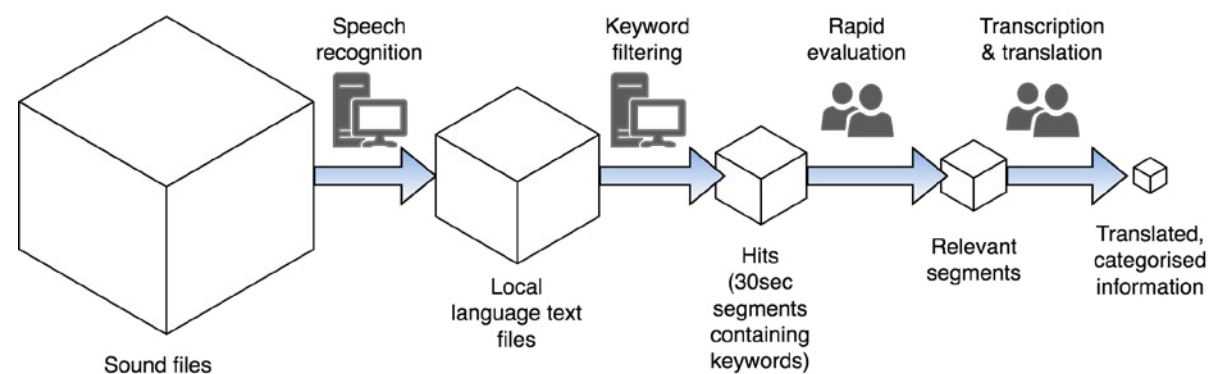 Speech
recognition
Keyword
filtering
Rapid
evaluation
Transcription
& translation
Sound files
Local
language text
files
Hits
(30sec
segments
containing
keywords)
Relevant
segments
Translated,
categorised
information